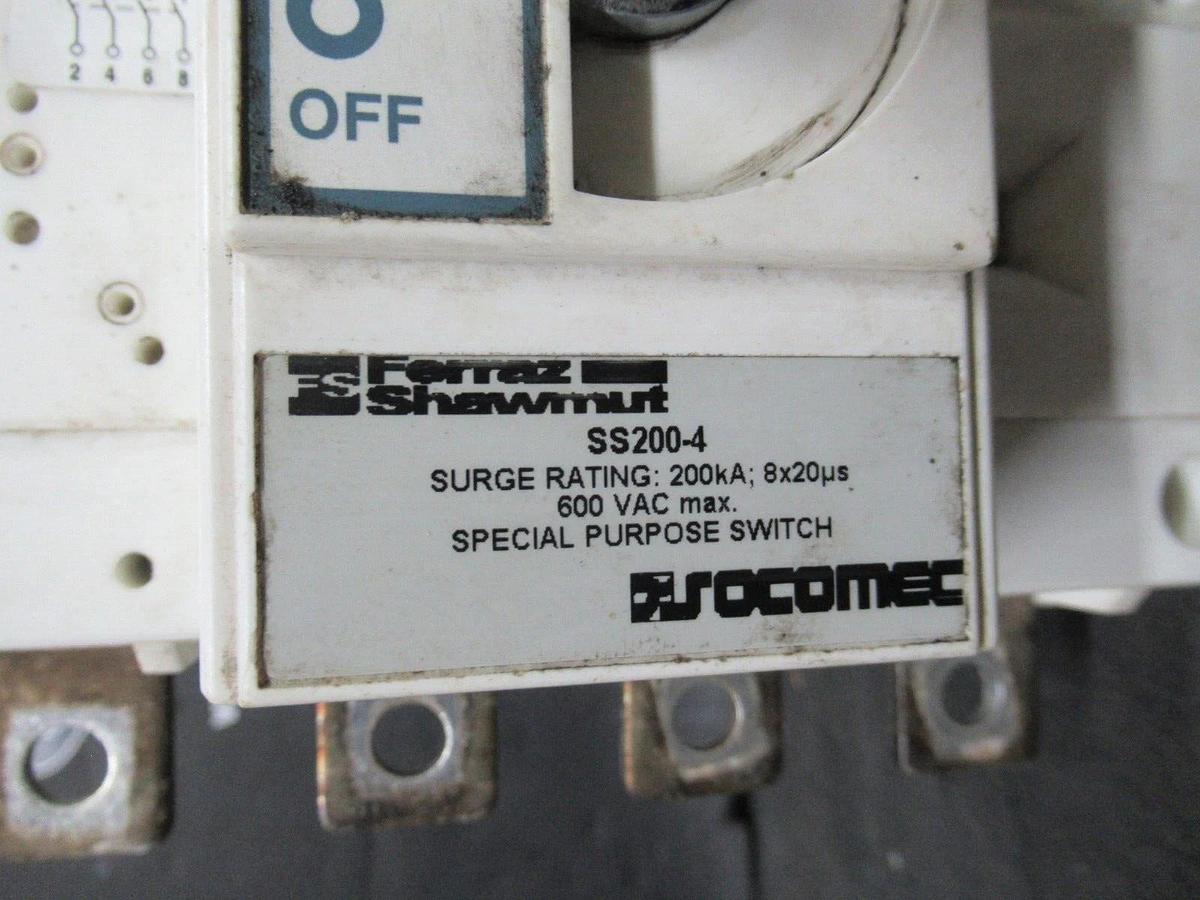 2 4 6 8
OFF
FS Ferraz
Shawmut
SS200-4
SURGE RATING: 200kA; 8x20µs
600 VAC max.
SPECIAL PURPOSE SWITCH
socomec